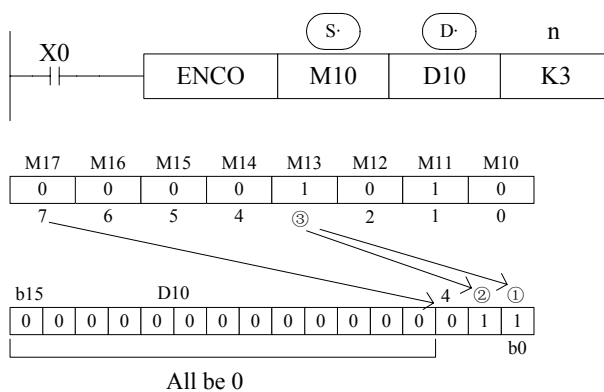 S· D· n
X0
ENCO M10 D10 K3
M17 M16 M15 M14 M13 M12 M11 M10
0 0 0 0 1 0 1 0
7 6 5 4 ③ 2 1 0
4 ② ①
b15 D10
0 0 0 0 0 0 0 0 0 0 0 0 0 0 1 1
b0
All be 0